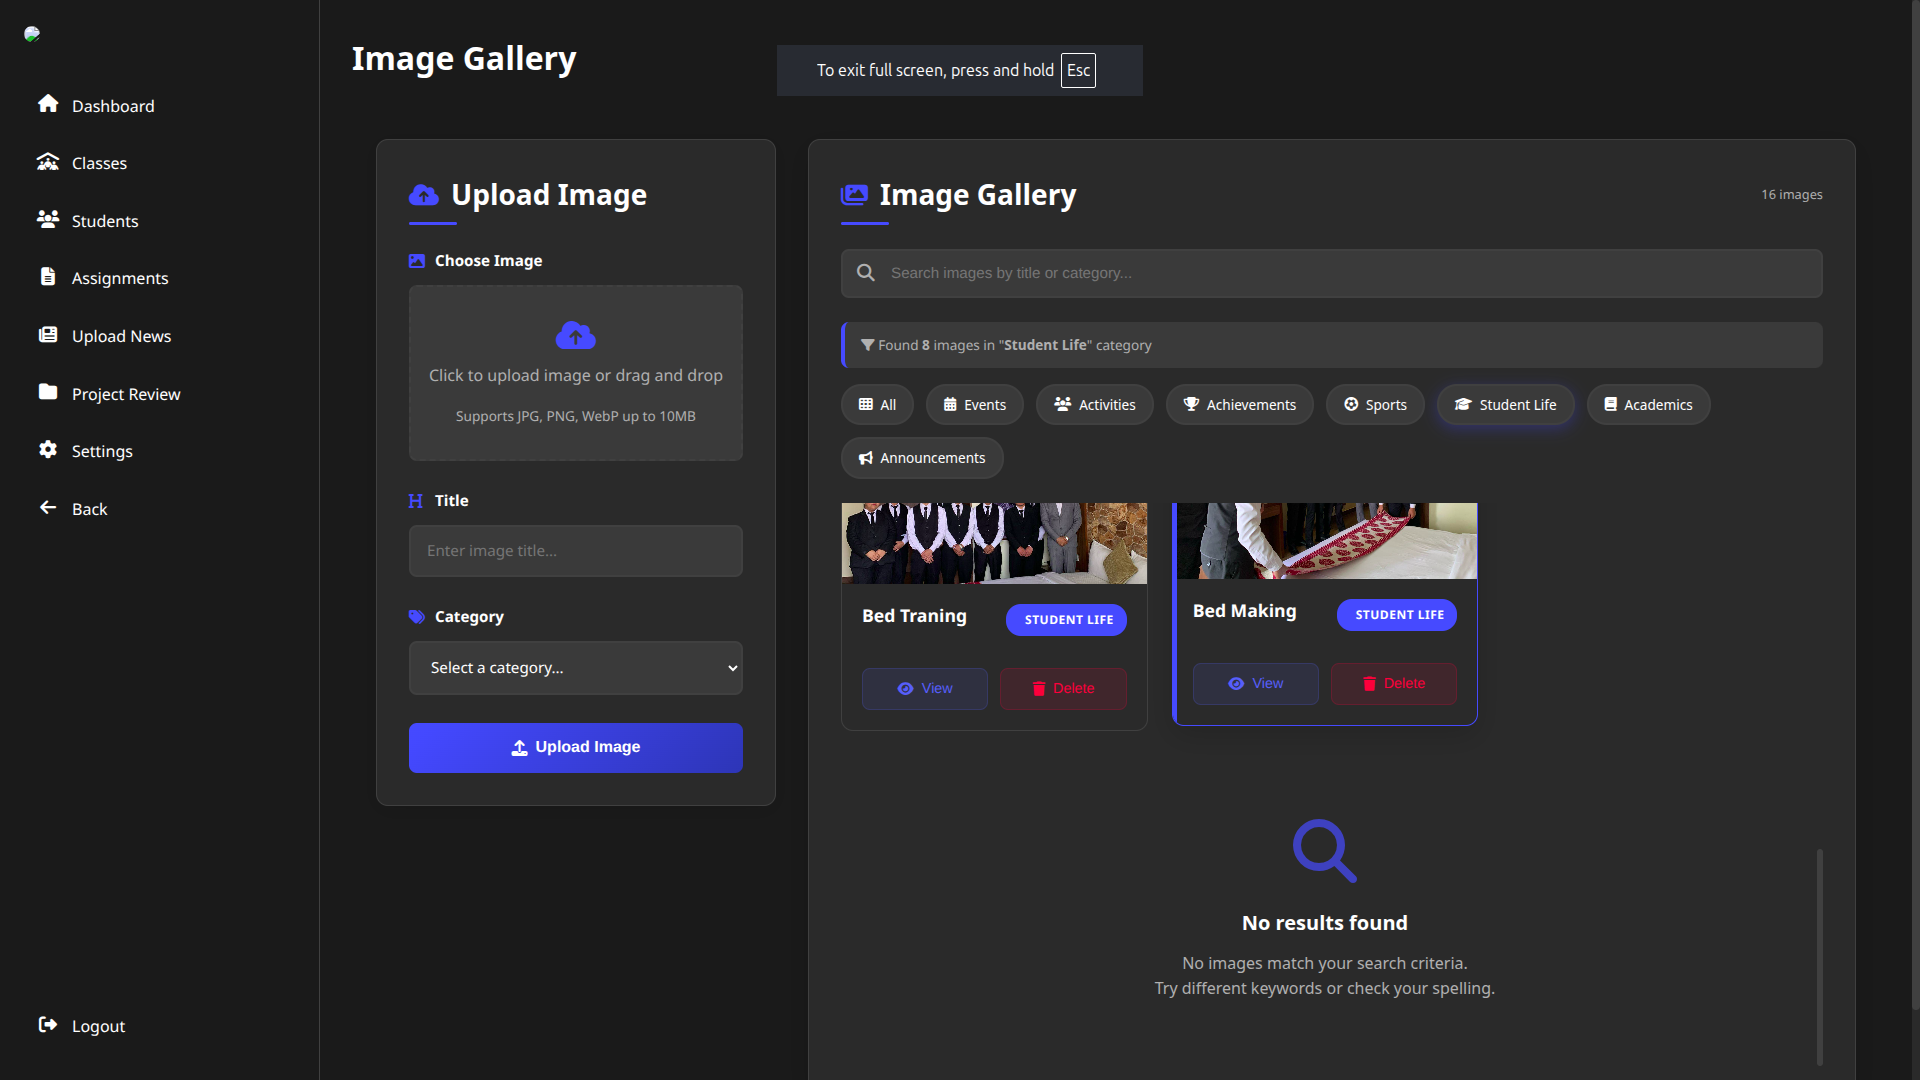 Image Gallery
To exit full screen, press and hold Esc
Dashboard
Classes
Students
Assignments
Upload News
Project Review
Settings
Back
Logout
Upload Image
Choose Image
Click to upload image or drag and drop
Supports JPG, PNG, WebP up to 10MB
Title
Enter image title...
Category
Select a category...
Upload Image
Image Gallery
16 images
Search images by title or category...
Found 8 images in "Student Life" category
All
Events
Activities
Achievements
Sports
Student Life
Academics
Announcements
Bed Traning
STUDENT LIFE
View
Delete
Bed Making
STUDENT LIFE
View
Delete
No results found
No images match your search criteria.
Try different keywords or check your spelling.